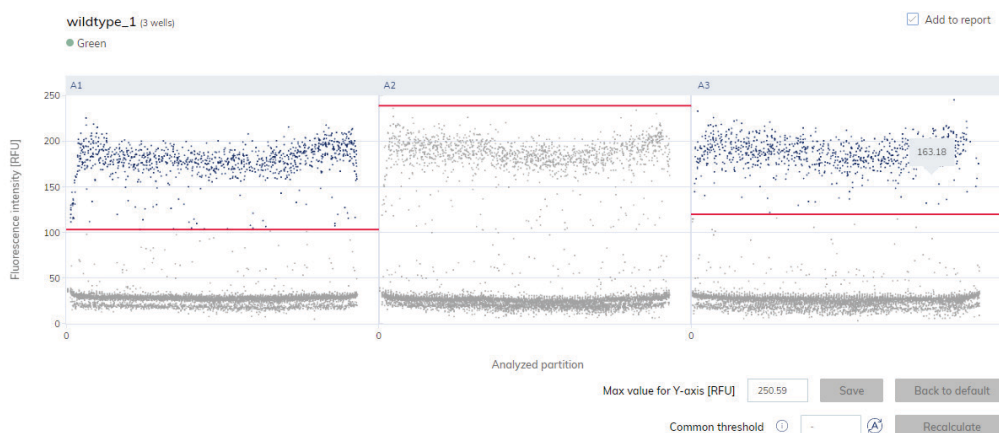 wildtype_1 (3 wells)
Add to report
Green
A1 A2 A3
250
200
150
100
50
0
163.18
0 0 0
Fluorescence intensity [RFU]
Analyzed partition
Max value for Y-axis [RFU] 250.59 Save Back to default
Common threshold i - A Recalculate